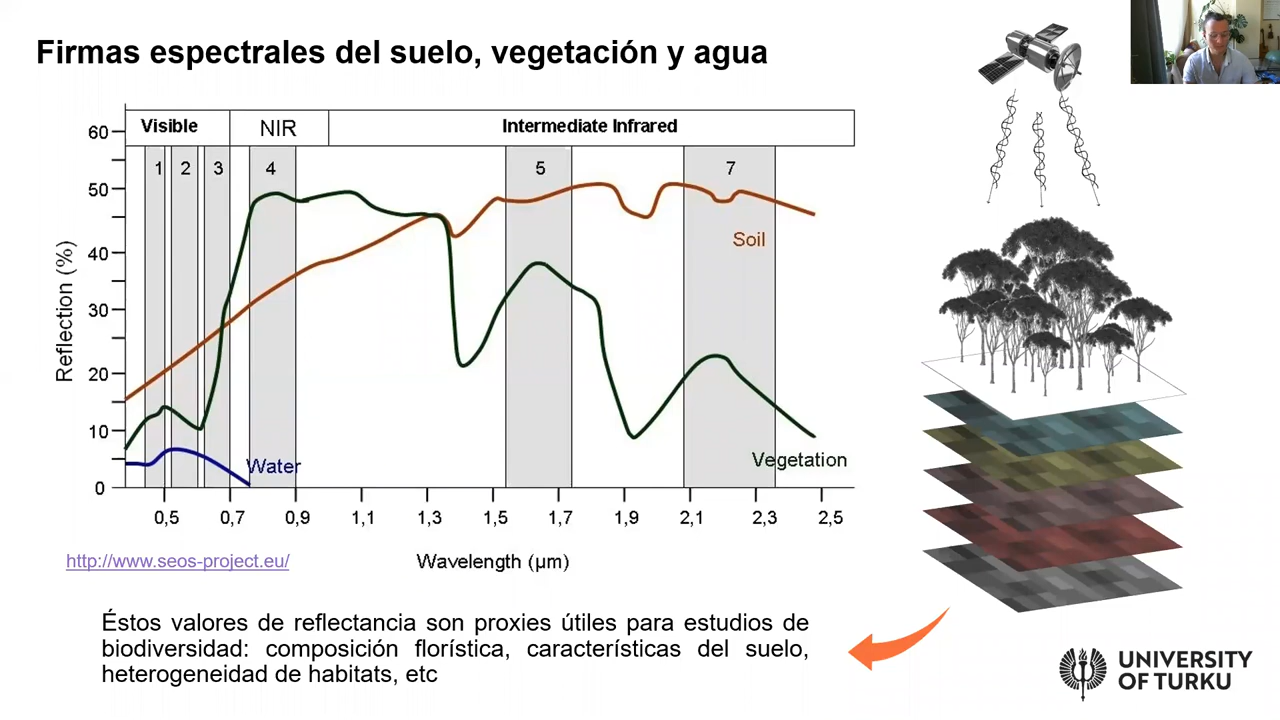 Firmas espectrales del suelo, vegetación y agua
Visible
NIR
Intermediate Infrared
1
2
3
4
5
7
60
50
40
30
20
10
0
Reflection (%)
Soil
Water
Vegetation
0,5
0,7
0,9
1,1
1,3
1,5
1,7
1,9
2,1
2,3
2,5
http://www.seos-project.eu/
Wavelength (µm)
Éstos valores de reflectancia son proxies útiles para estudios de
biodiversidad: composición florística, características del suelo,
heterogeneidad de habitats, etc
UNIVERSITY
OF TURKU